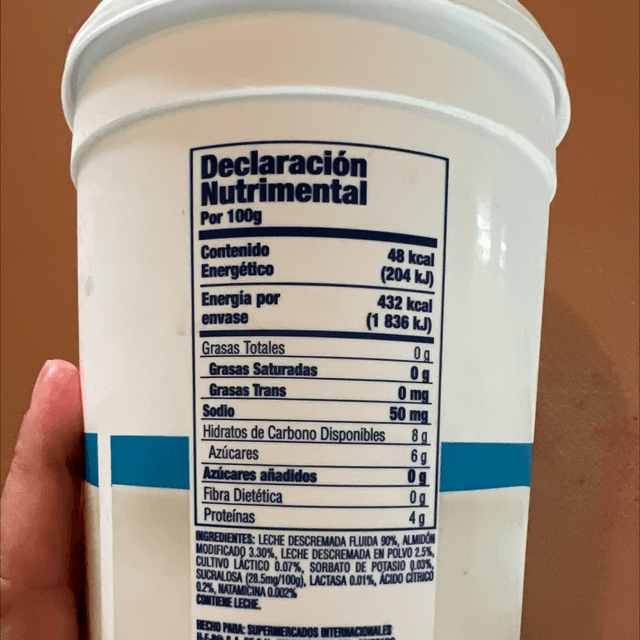 Declaración
Nutrimental
Por 100g
Contenido 48 kcal
Energético (204 kJ)
Energía por 432 kcal
envase (1 836 kJ)
Grasas Totales 0 g
Grasas Saturadas 0 g
Grasas Trans 0 mg
Sodio 50 mg
Hidratos de Carbono Disponibles 8 g
Azúcares 6 g
Azúcares añadidos 0 g
Fibra Dietética 0 g
Proteínas 4 g
INGREDIENTES: LECHE DESCREMADA FLUIDA 90%, ALMIDÓN
MODIFICADO 3.30%, LECHE DESCREMADA EN POLVO 2.5%,
CULTIVO LÁCTICO 0.07%, SORBATO DE POTASIO 0.03%,
SUCRALOSA (28.5mg/100g), LACTASA 0.01%, ÁCIDO CÍTRICO
0.2%, NATAMICINA 0.002%
CONTIENE LECHE.
HECHO PARA: SUPERMERCADOS INTERNACIONALES